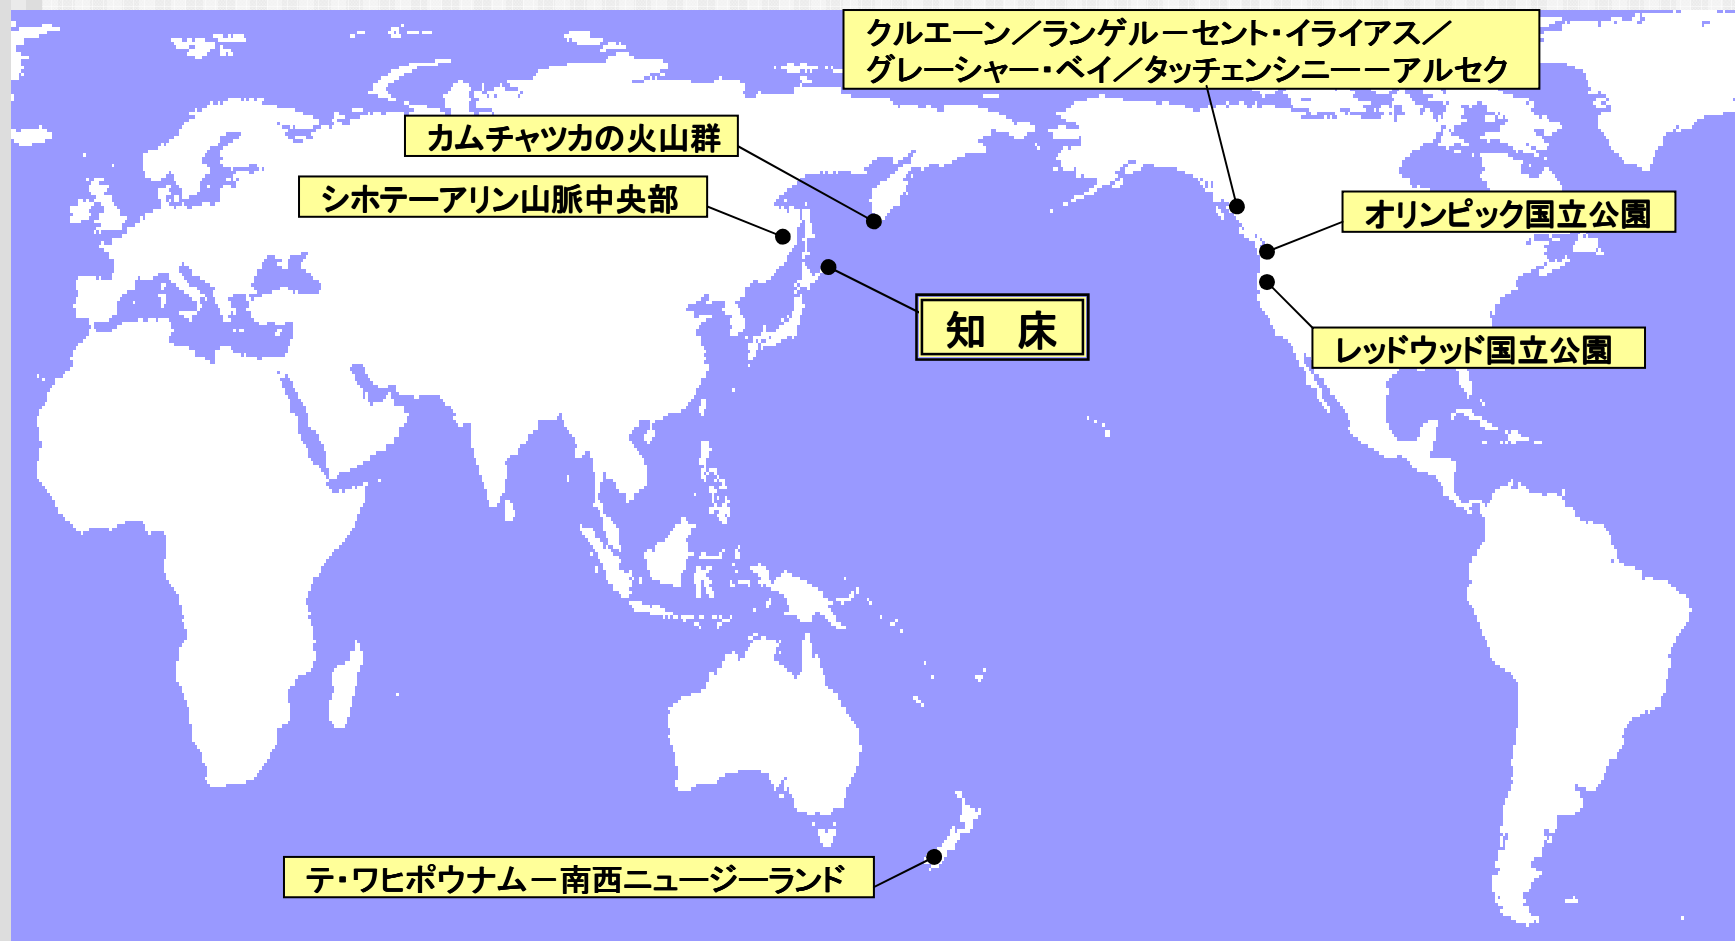 クルエーン／ランゲルーセント・イライアス／
グレーシャー・ベイ／タッチェンシニーーアルセク
カムチャツカの火山群
シホテーアリン山脈中央部
オリンピック国立公園
知　床
レッドウッド国立公園
テ・ワヒポウナムー南西ニュージーランド